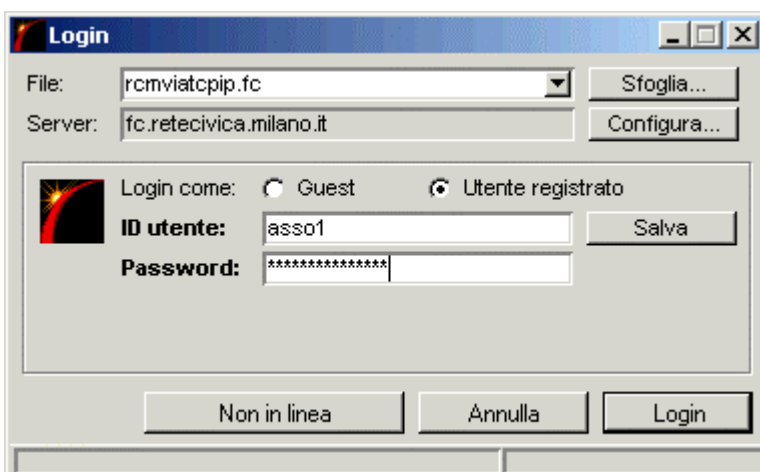 Login
File: rcmviatcpip.fc Sfoglia...
Server: fc.retecivica.milano.it Configura...
Login come: Guest Utente registrato
ID utente: asso1 Salva
Password: ***************
Non in linea Annulla Login